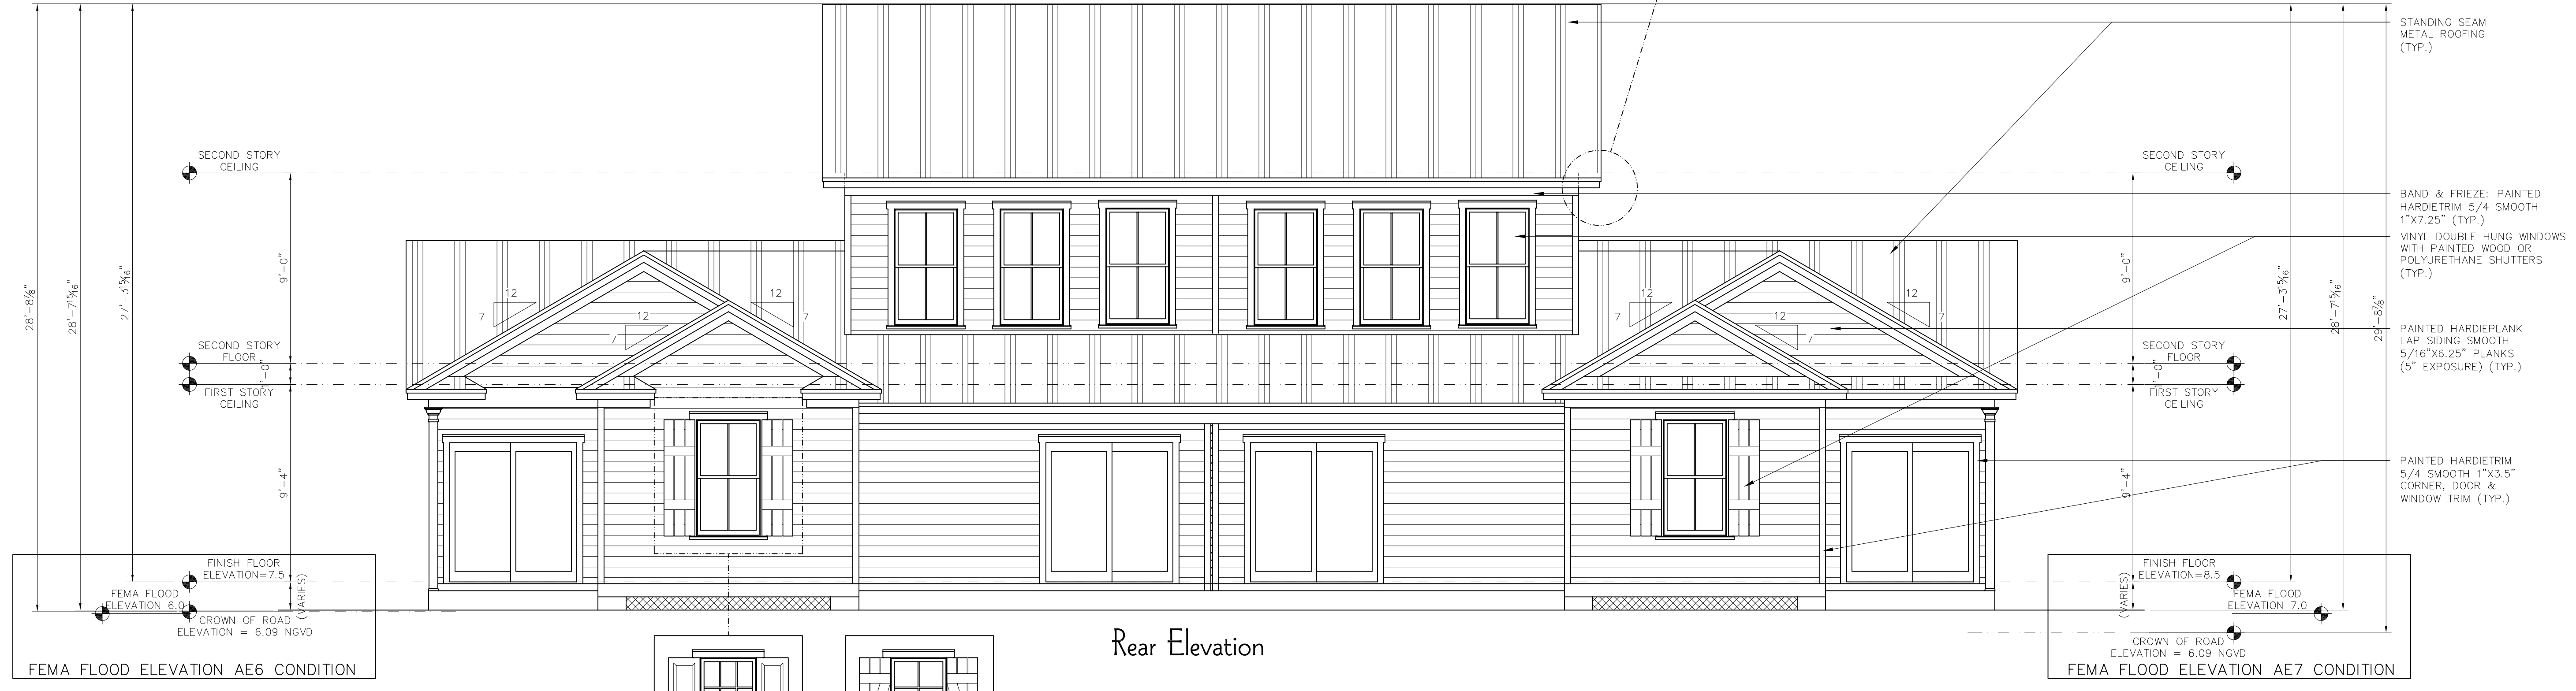 28'-8⅞"
28'-7¹⁵⁄₁₆"
27'-3¹⁵⁄₁₆"
SECOND STORY
CEILING
9'-0"
SECOND STORY
FLOOR
1'-0"
FIRST STORY
CEILING
9'-4"
FINISH FLOOR
ELEVATION=7.5
(VARIES)
FEMA FLOOD
ELEVATION 6.0
CROWN OF ROAD
ELEVATION = 6.09 NGVD
FEMA FLOOD ELEVATION AE6 CONDITION
12
7
12
7
12
7
12
7
12
7
12
7
Rear Elevation
SECOND STORY
CEILING
9'-0"
SECOND STORY
FLOOR
1'-0"
FIRST STORY
CEILING
9'-4"
27'-3¹⁵⁄₁₆"
28'-7¹⁵⁄₁₆"
29'-8⅞"
FINISH FLOOR
ELEVATION=8.5
(VARIES)
FEMA FLOOD
ELEVATION 7.0
CROWN OF ROAD
ELEVATION = 6.09 NGVD
FEMA FLOOD ELEVATION AE7 CONDITION
STANDING SEAM
METAL ROOFING
(TYP.)
BAND & FRIEZE: PAINTED
HARDIETRIM 5/4 SMOOTH
1"X7.25" (TYP.)
VINYL DOUBLE HUNG WINDOWS
WITH PAINTED WOOD OR
POLYURETHANE SHUTTERS
(TYP.)
PAINTED HARDIEPLANK
LAP SIDING SMOOTH
5/16"X6.25" PLANKS
(5" EXPOSURE) (TYP.)
PAINTED HARDIETRIM
5/4 SMOOTH 1"X3.5"
CORNER, DOOR &
WINDOW TRIM (TYP.)